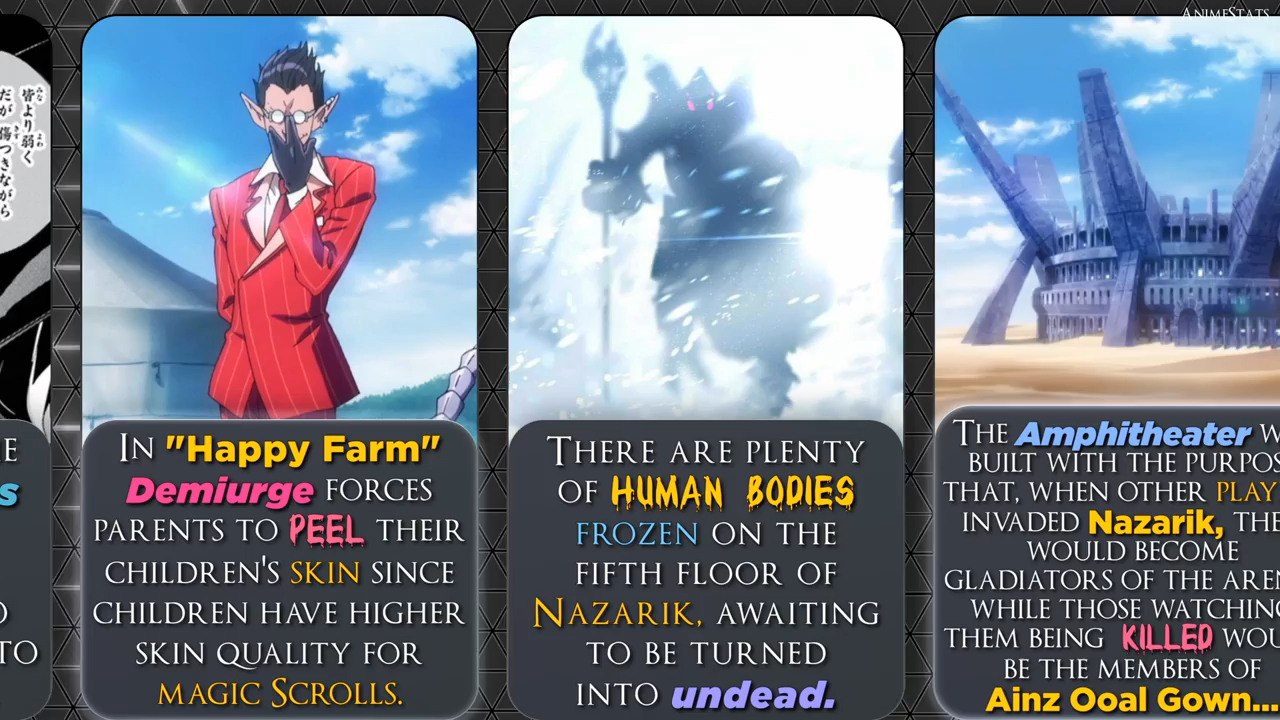 AnimeStats
皆より弱く
だが傷つきながら
E
s
O
TO
In "Happy Farm"
Demiurge forces
parents to PEEL their
children's skin since
children have higher
skin quality for
magic Scrolls.
There are plenty
of HUMAN BODIES
frozen on the
fifth floor of
Nazarik, awaiting
to be turned
into undead.
The Amphitheater w
built with the purpos
that, when other play
invaded Nazarik, the
would become
gladiators of the aren
while those watching
them being KILLED wou
be the members of
Ainz Ooal Gown...